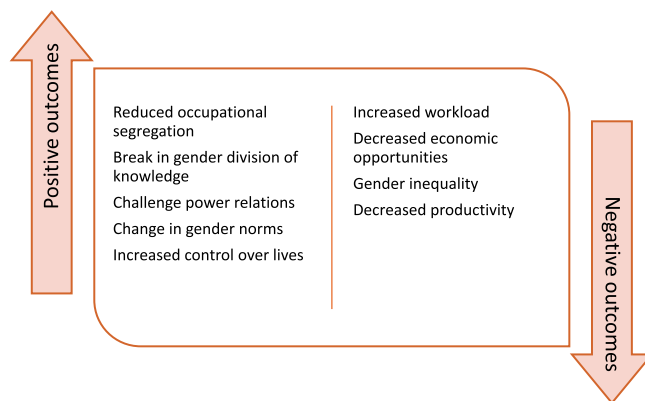 Positive outcomes
Reduced occupational
segregation
Break in gender division of
knowledge
Challenge power relations
Change in gender norms
Increased control over lives
Increased workload
Decreased economic
opportunities
Gender inequality
Decreased productivity
Negative outcomes